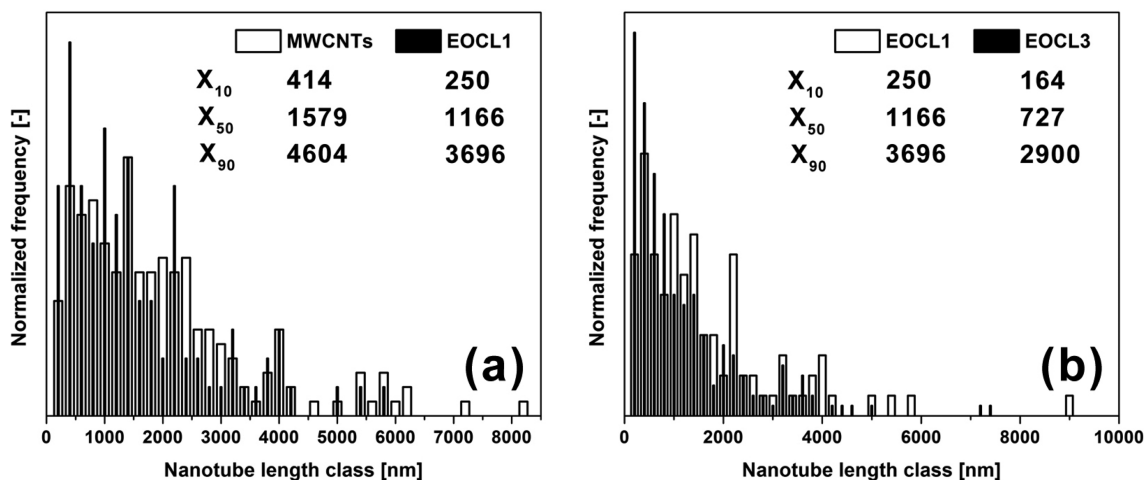 MWCNTs EOCL1
X10 414 250
X50 1579 1166
X90 4604 3696
(a)
Normalized frequency [-]
0 1000 2000 3000 4000 5000 6000 7000 8000
Nanotube length class [nm]
EOCL1 EOCL3
X10 250 164
X50 1166 727
X90 3696 2900
(b)
Normalized frequency [-]
0 2000 4000 6000 8000 10000
Nanotube length class [nm]